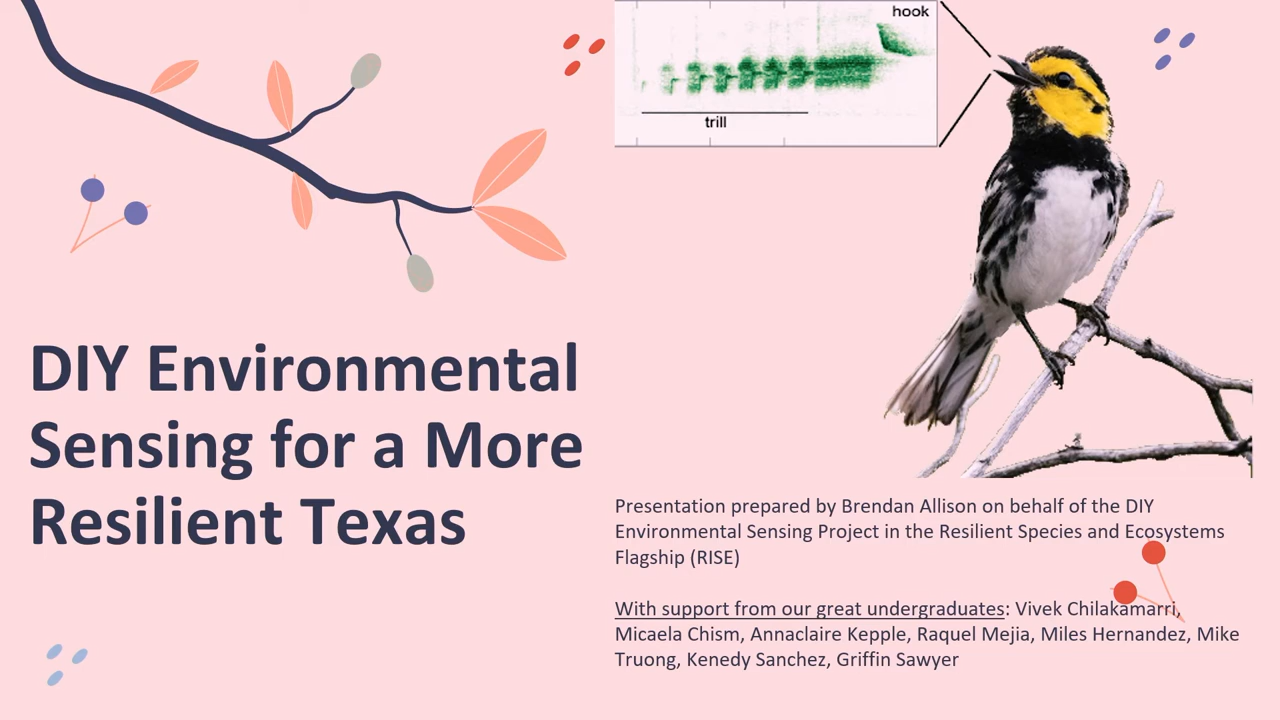 hook
trill
DIY Environmental
Sensing for a More
Resilient Texas
Presentation prepared by Brendan Allison on behalf of the DIY
Environmental Sensing Project in the Resilient Species and Ecosystems
Flagship (RISE)
With support from our great undergraduates: Vivek Chilakamarri,
Micaela Chism, Annaclaire Kepple, Raquel Mejia, Miles Hernandez, Mike
Truong, Kenedy Sanchez, Griffin Sawyer